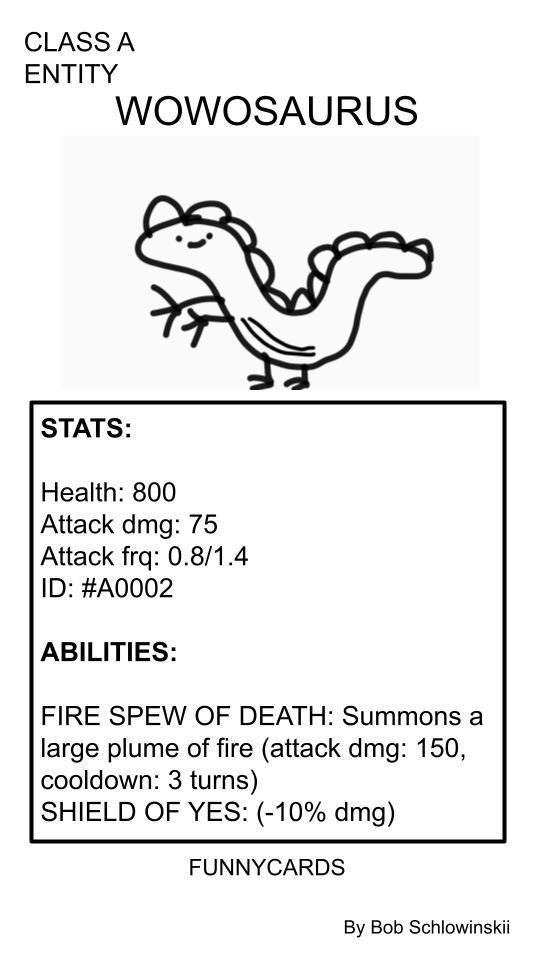 CLASS A
ENTITY
WOWOSAURUS
STATS:
Health: 800
Attack dmg: 75
Attack frq: 0.8/1.4
ID: #A0002
ABILITIES:
FIRE SPEW OF DEATH: Summons a
large plume of fire (attack dmg: 150,
cooldown: 3 turns)
SHIELD OF YES: (-10% dmg)
FUNNYCARDS
By Bob Schlowinskii